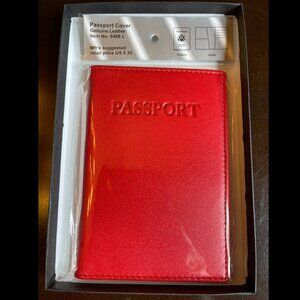 Passport Cover
Genuine Leather
Item No. 6498 L
Mfr's suggested
retail price US $ 35
PASSPORT